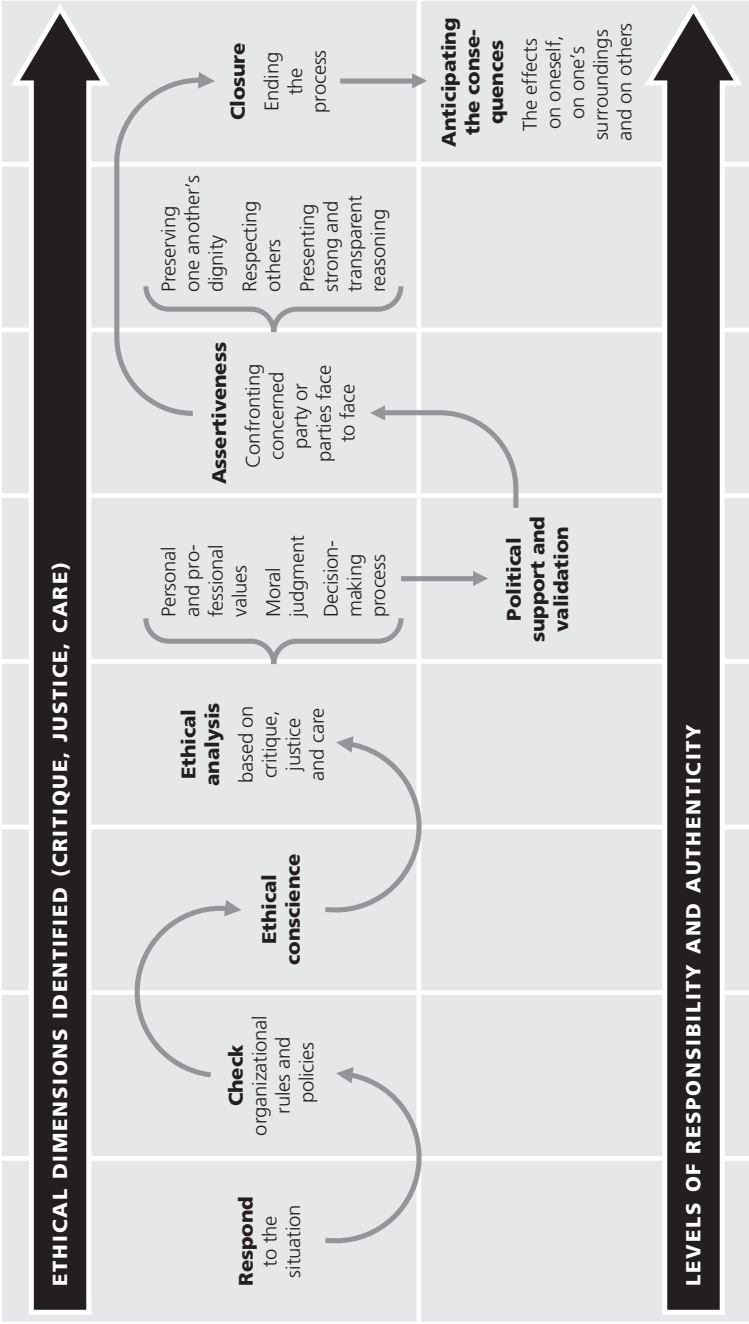 ETHICAL DIMENSIONS IDENTIFIED (CRITIQUE, JUSTICE, CARE)
Respond
to the
situation
Check
organizational
rules and
policies
Ethical
conscience
Ethical
analysis
based on
critique,
justice
and care
Personal
and pro-
fessional
values
Moral
judgment
Decision-
making
process
Political
support and
validation
Assertiveness
Confronting
concerned
party or
parties face
to face
Preserving
one another's
dignity
Respecting
others
Presenting
strong and
transparent
reasoning
Closure
Ending
the
process
Anticipating
the conse-
quences
The effects
on oneself,
on one's
surroundings
and on others
LEVELS OF RESPONSIBILITY AND AUTHENTICITY